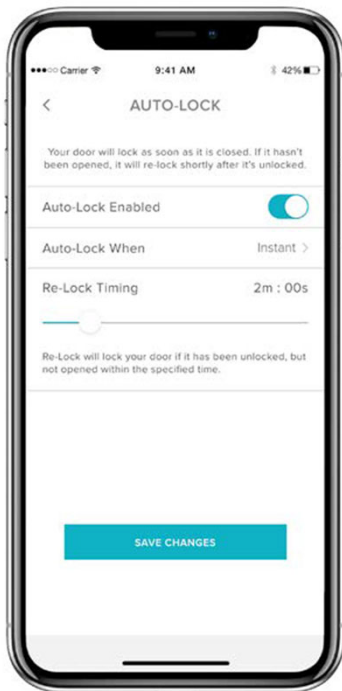 Carrier 9:41 AM 42%
AUTO-LOCK
Your door will lock as soon as it is closed. If it hasn't
been opened, it will re-lock shortly after it's unlocked.
Auto-Lock Enabled
Auto-Lock When Instant >
Re-Lock Timing 2m : 00s
Re-Lock will lock your door if it has been unlocked, but
not opened within the specified time.
SAVE CHANGES